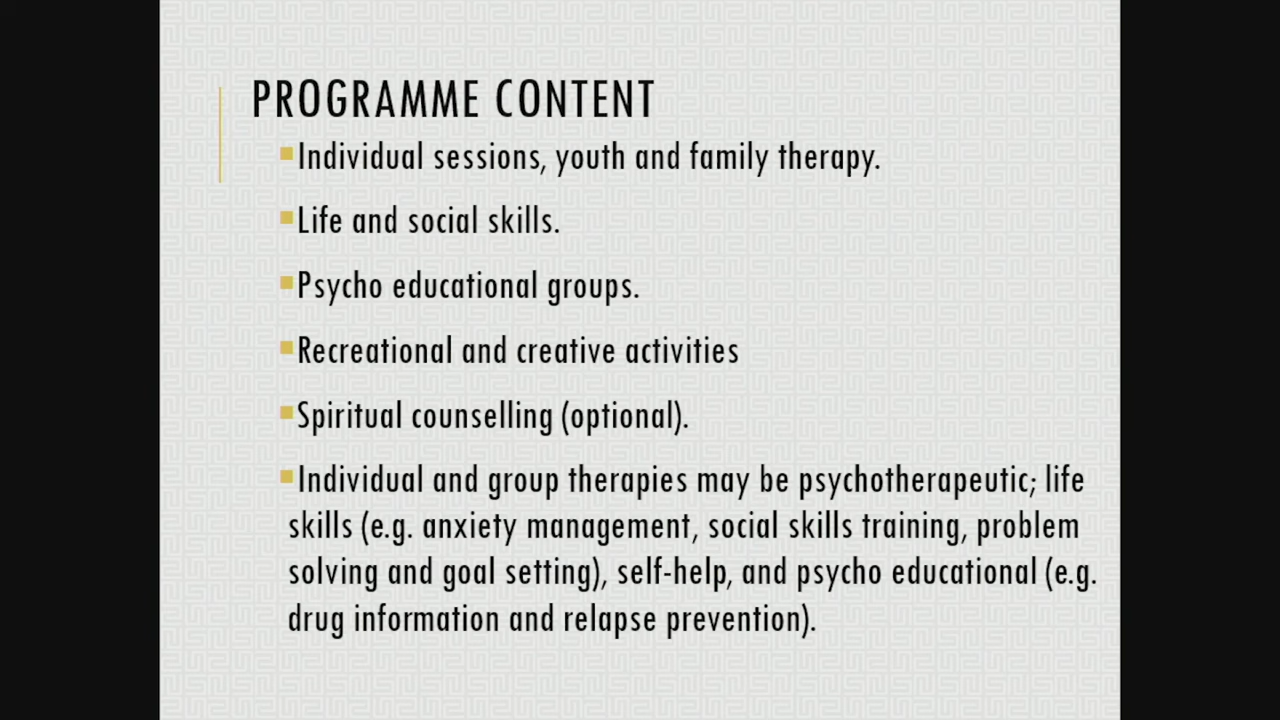 PROGRAMME CONTENT
Individual sessions, youth and family therapy.
Life and social skills.
Psycho educational groups.
Recreational and creative activities
Spiritual counselling (optional).
Individual and group therapies may be psychotherapeutic; life
skills (e.g. anxiety management, social skills training, problem
solving and goal setting), self-help, and psycho educational (e.g.
drug information and relapse prevention).